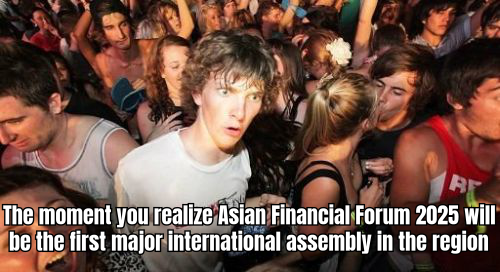 The moment you realize Asian Financial Forum 2025 will
be the first major international assembly in the region